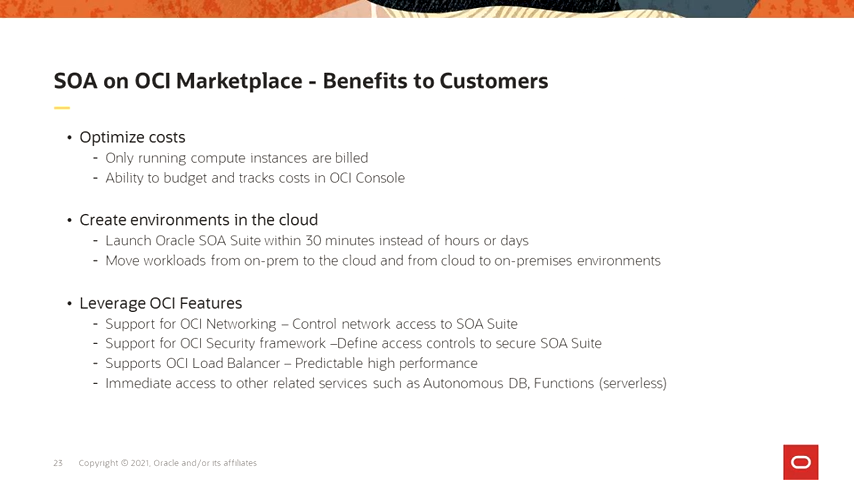 SOA on OCI Marketplace - Benefits to Customers
• Optimize costs
- Only running compute instances are billed
- Ability to budget and tracks costs in OCI Console
• Create environments in the cloud
- Launch Oracle SOA Suite within 30 minutes instead of hours or days
- Move workloads from on-prem to the cloud and from cloud to on-premises environments
• Leverage OCI Features
- Support for OCI Networking – Control network access to SOA Suite
- Support for OCI Security framework –Define access controls to secure SOA Suite
- Supports OCI Load Balancer – Predictable high performance
- Immediate access to other related services such as Autonomous DB, Functions (serverless)
23 Copyright © 2021, Oracle and/or its affiliates